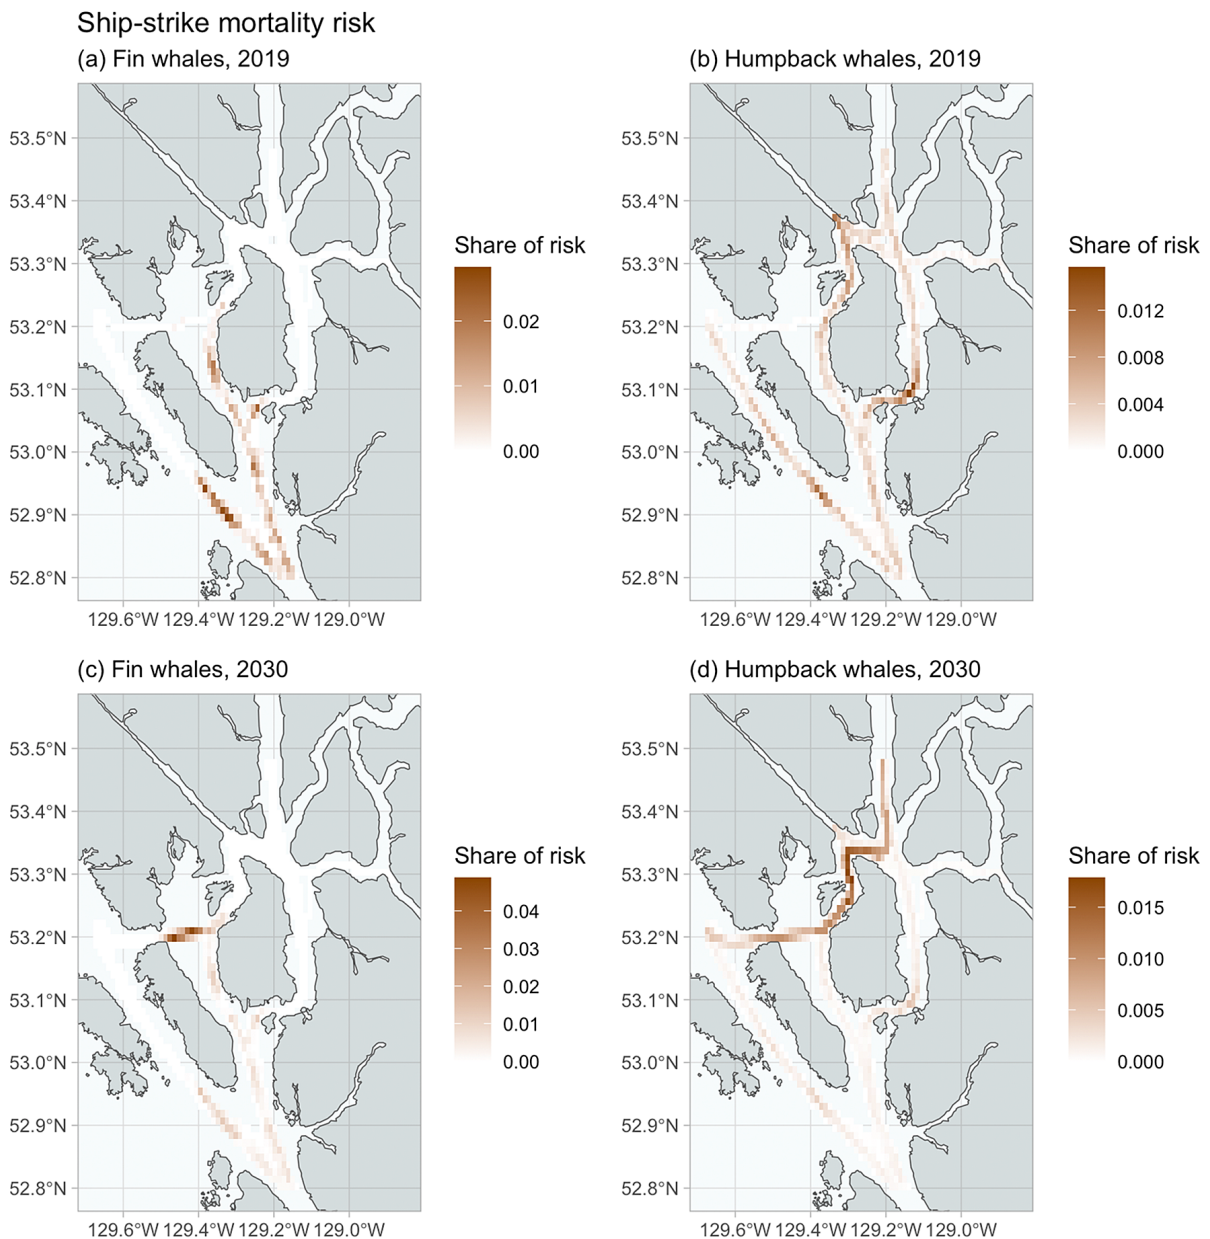 Ship-strike mortality risk
(a) Fin whales, 2019
(b) Humpback whales, 2019
53.5°N
53.4°N
53.3°N
53.2°N
53.1°N
53.0°N
52.9°N
52.8°N
129.6°W 129.4°W 129.2°W 129.0°W
Share of risk
0.02
0.01
0.00
53.5°N
53.4°N
53.3°N
53.2°N
53.1°N
53.0°N
52.9°N
52.8°N
129.6°W 129.4°W 129.2°W 129.0°W
Share of risk
0.012
0.008
0.004
0.000
(c) Fin whales, 2030
(d) Humpback whales, 2030
53.5°N
53.4°N
53.3°N
53.2°N
53.1°N
53.0°N
52.9°N
52.8°N
129.6°W 129.4°W 129.2°W 129.0°W
Share of risk
0.04
0.03
0.02
0.01
0.00
53.5°N
53.4°N
53.3°N
53.2°N
53.1°N
53.0°N
52.9°N
52.8°N
129.6°W 129.4°W 129.2°W 129.0°W
Share of risk
0.015
0.010
0.005
0.000